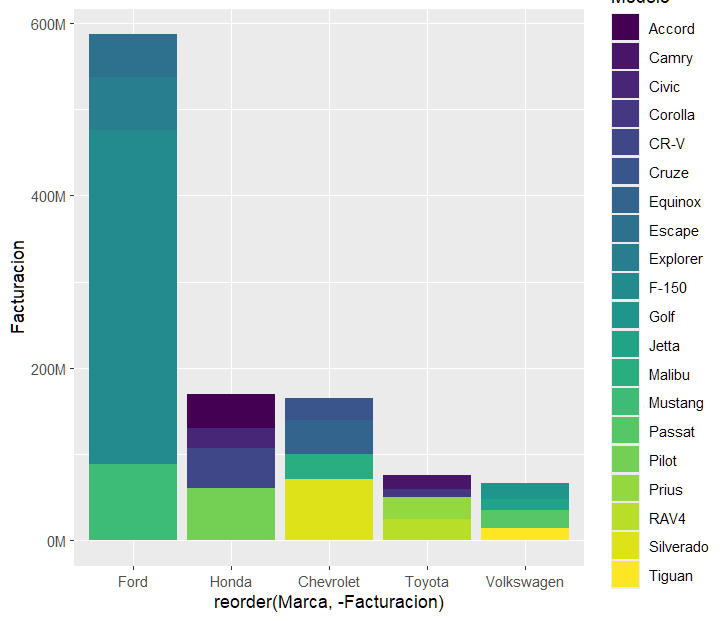 Modelo
600M
400M
200M
0M
Facturacion
Ford
Honda
Chevrolet
Toyota
Volkswagen
reorder(Marca, -Facturacion)
Accord
Camry
Civic
Corolla
CR-V
Cruze
Equinox
Escape
Explorer
F-150
Golf
Jetta
Malibu
Mustang
Passat
Pilot
Prius
RAV4
Silverado
Tiguan